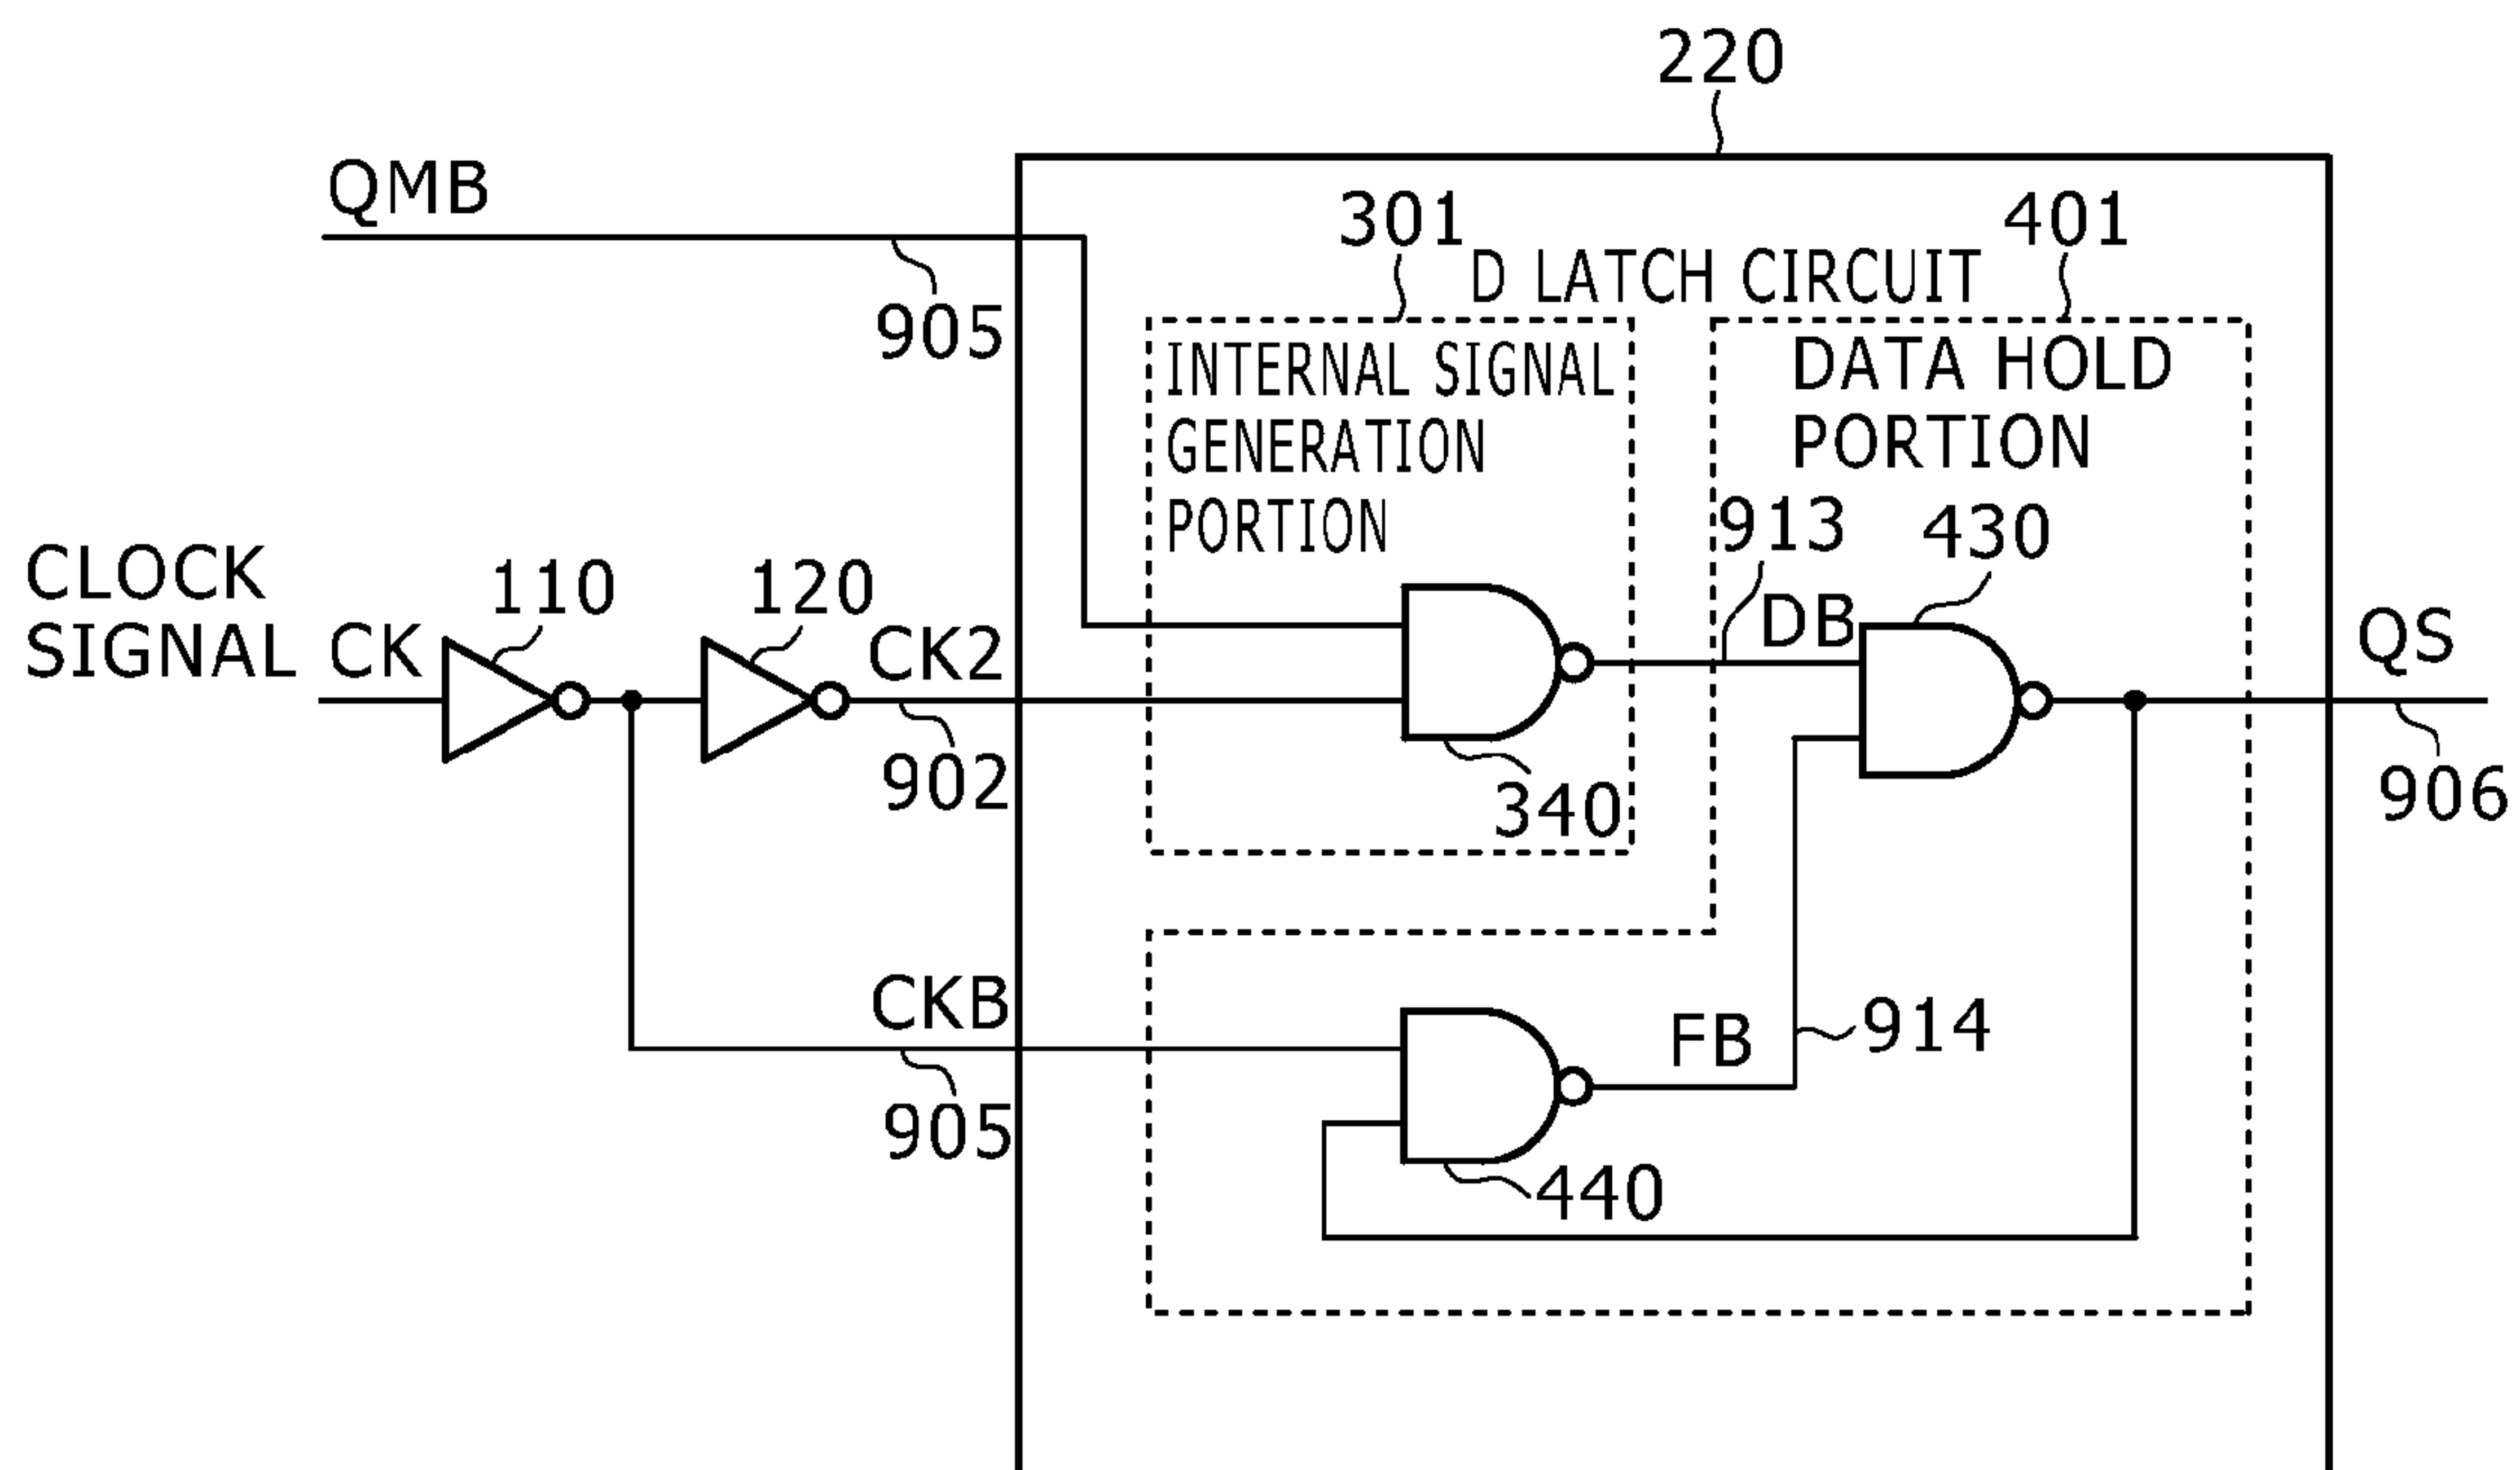 220
QMB
301
401
D LATCH CIRCUIT
905
INTERNAL SIGNAL
GENERATION
PORTION
DATA HOLD
PORTION
913
430
CLOCK
SIGNAL CK
110
120
CK2
DB
QS
902
340
906
CKB
905
FB
914
440